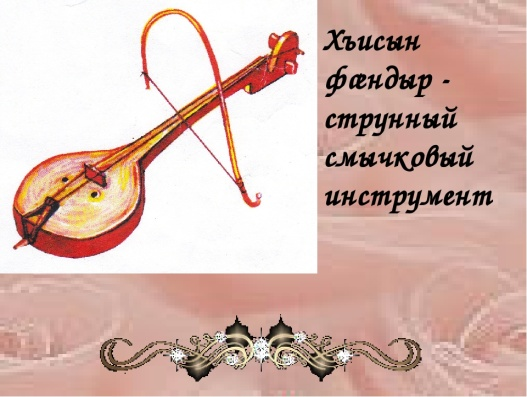 Хъисын
фæндыр -
струнный
смычковый
инструмент